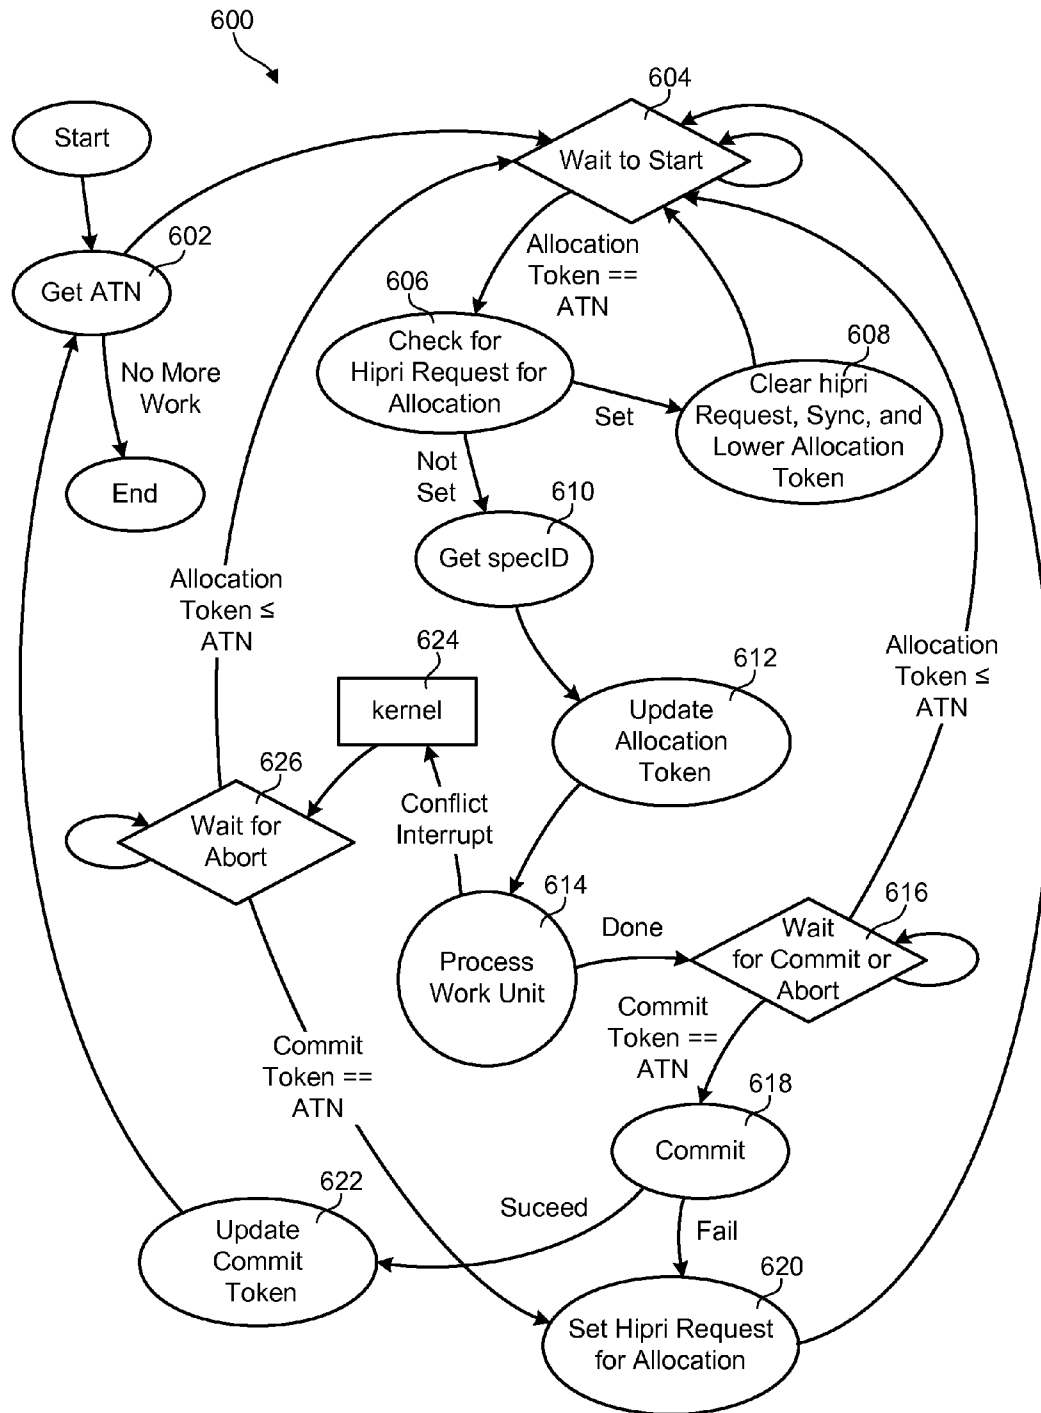 600
604
Start
Wait to Start
602
Get ATN
Allocation
Token ==
ATN
606
Check for
Hipri Request for
Allocation
608
Clear hipri
Request, Sync, and
Lower Allocation
Token
No More
Work
Set
End
Not
Set
610
Get specID
Allocation
Token ≤
ATN
624
kernel
612
Update
Allocation
Token
Allocation
Token ≤
ATN
626
Wait for
Abort
Conflict
Interrupt
614
Process
Work Unit
Done
616
Wait
for Commit or
Abort
Commit
Token ==
ATN
Commit
Token ==
ATN
618
Commit
622
Update
Commit
Token
Suceed
Fail
620
Set Hipri Request
for Allocation